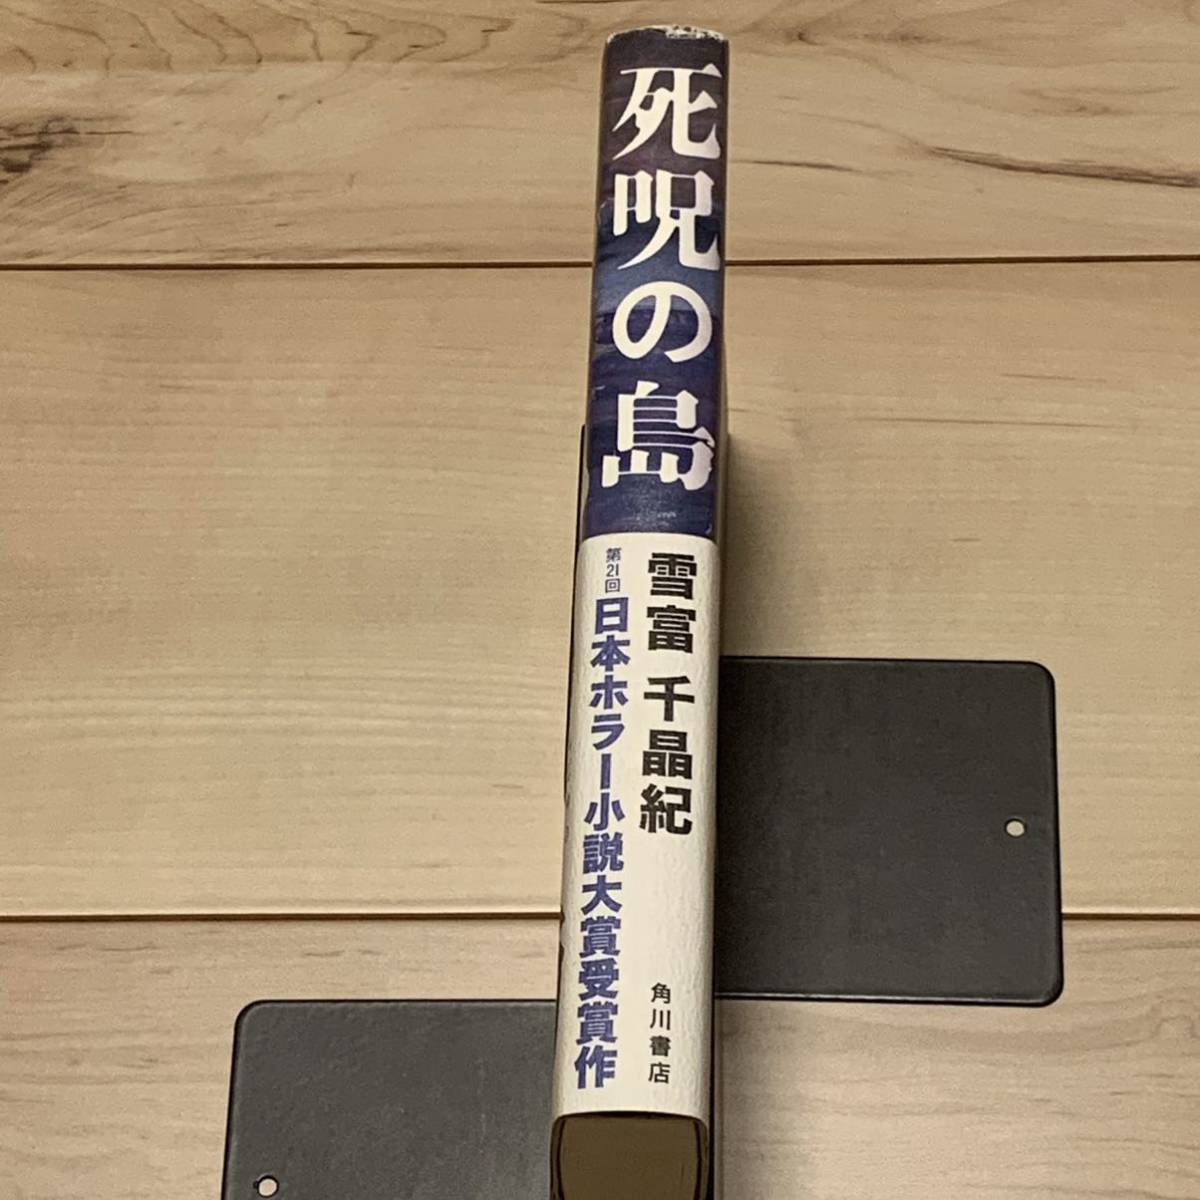 死呪の島
雪富 千晶紀
第21回
日本ホラー小説大賞受賞作
角川書店